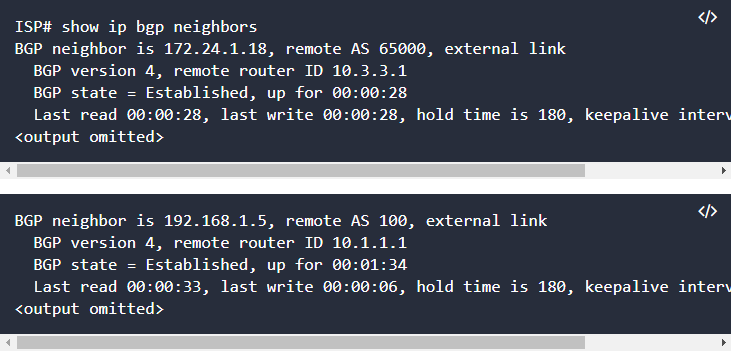 </>
ISP# show ip bgp neighbors
BGP neighbor is 172.24.1.18, remote AS 65000, external link
BGP version 4, remote router ID 10.3.3.1
BGP state = Established, up for 00:00:28
Last read 00:00:28, last write 00:00:28, hold time is 180, keepalive interv
<output omitted>
</>
BGP neighbor is 192.168.1.5, remote AS 100, external link
BGP version 4, remote router ID 10.1.1.1
BGP state = Established, up for 00:01:34
Last read 00:00:33, last write 00:00:06, hold time is 180, keepalive interv
<output omitted>